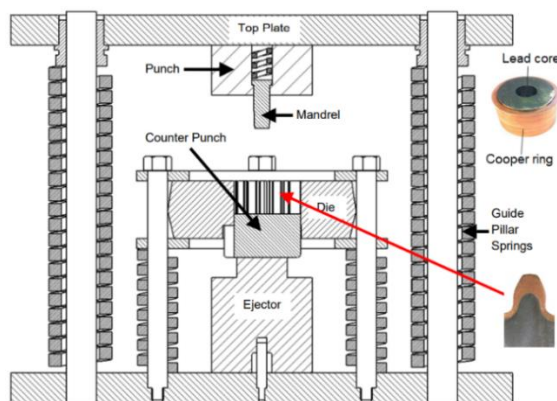 Top Plate
Punch
Mandrel
Counter Punch
Die
Ejector
Lead core
Cooper ring
Guide
Pillar
Springs